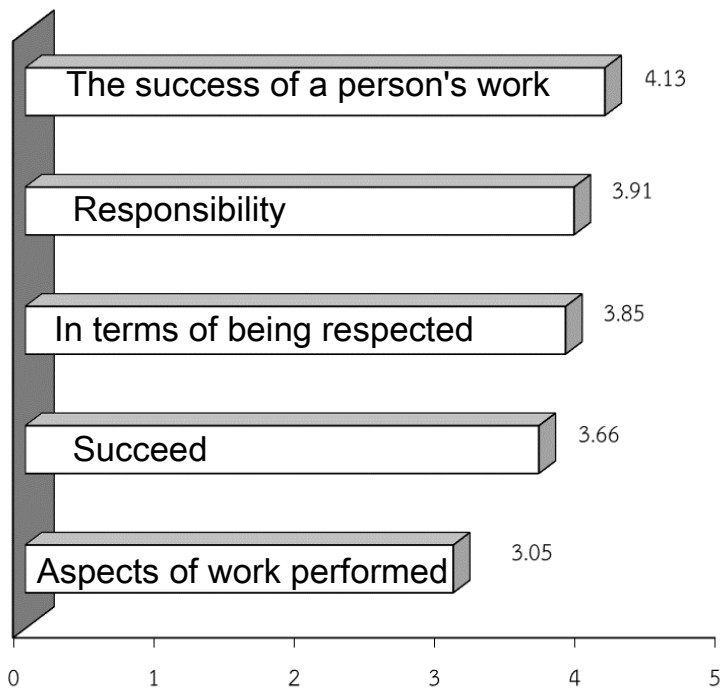 The success of a person's work 4.13
Responsibility 3.91
In terms of being respected 3.85
Succeed 3.66
Aspects of work performed 3.05
0 1 2 3 4 5